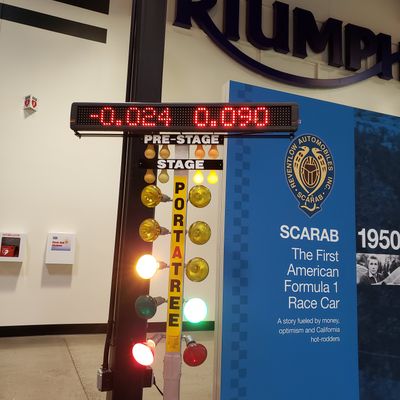 TRIUMPH
-0.024 0.090
PRE-STAGE
STAGE
PORTATREE
REVENTLOW AUTOMOBILES INC.
SCARAB
SCARAB
The First
American
Formula 1
Race Car
A story fueled by money,
optimism and California
hot-rodders.
1950